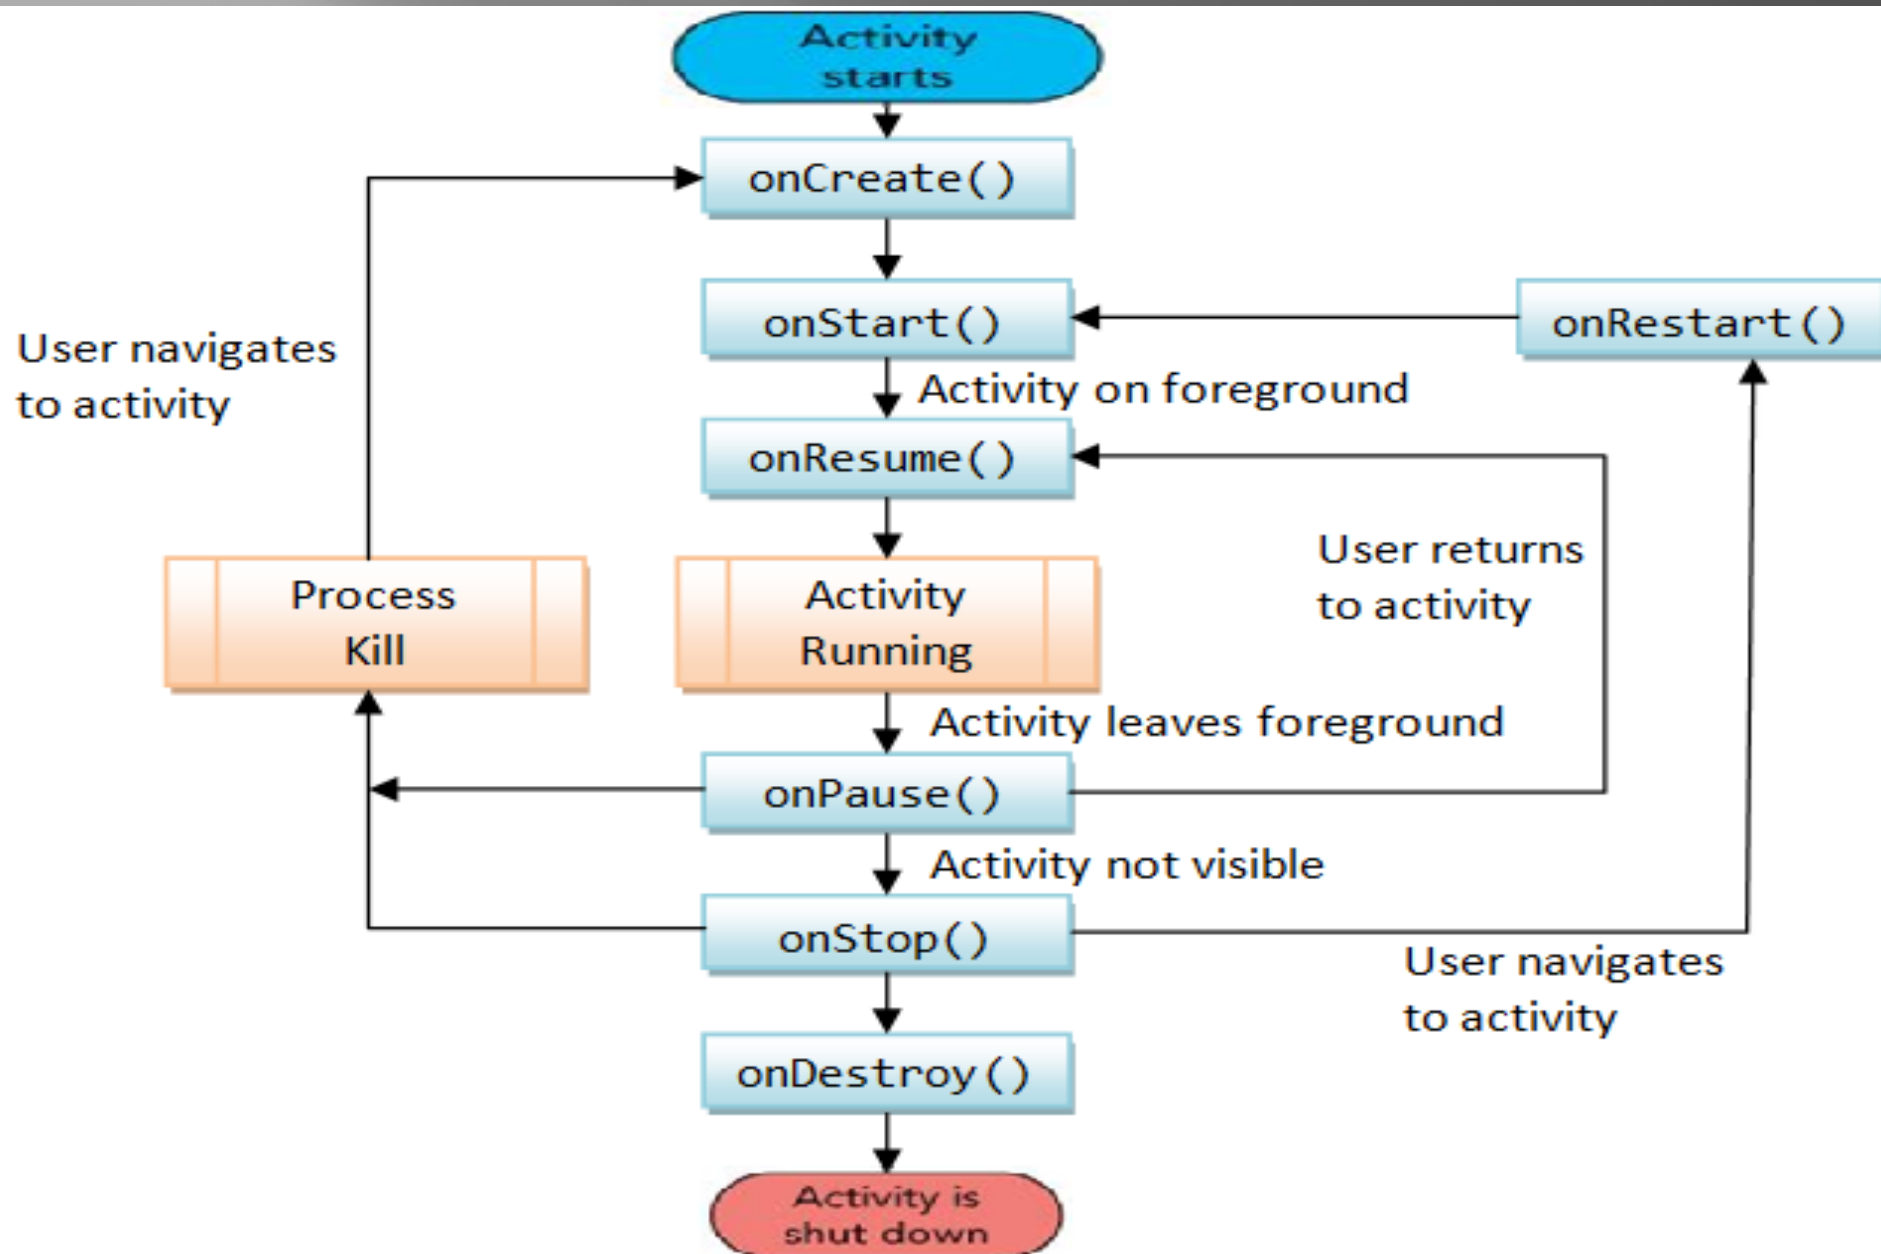 Activity
starts
onCreate()
onStart()
onRestart()
User navigates
to activity
Activity on foreground
onResume()
User returns
to activity
Process
Kill
Activity
Running
Activity leaves foreground
onPause()
Activity not visible
onStop()
User navigates
to activity
onDestroy()
Activity is
shut down